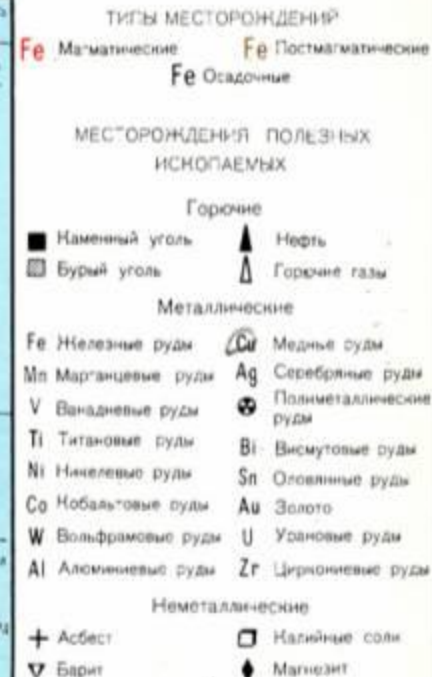 ТИПЫ МЕСТОРОЖДЕНИЙ
Fe Магматические Fe Постмагматические
Fe Осадочные
МЕСТОРОЖДЕНИЯ ПОЛЕЗНЫХ
ИСКОПАЕМЫХ
Горючие
Каменный уголь Нефть
Бурый уголь Горючие газы
Металлические
Fe Железные руды Cu Медные руды
Mn Марганцевые руды Ag Серебряные руды
V Ванадиевые руды Полиметаллические руды
Ti Титановые руды Bi Висмутовые руды
Ni Никелевые руды Sn Оловянные руды
Co Кобальтовые руды Au Золото
W Вольфрамовые руды U Урановые руды
Al Алюминиевые руды Zr Циркониевые руды
Неметаллические
Асбест Калийные соли
Барит Магнезит